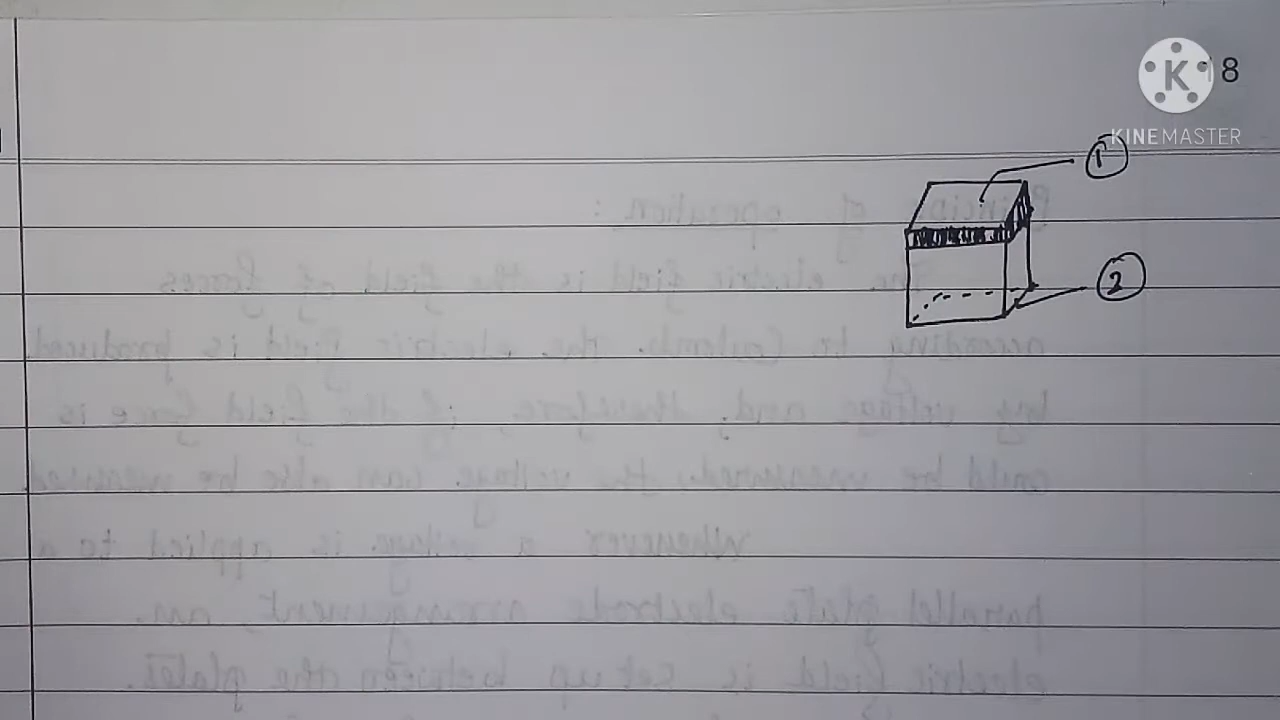 K
18
KINEMASTER
1
Principle of operation :
The electric field is the field of forces
2
according to Coulomb. the electric field is produced
by voltage and, therefore, if the field force is
could be measured, the voltage can also be measured
Whenever a voltage is applied to a
parallel plate electrode arrangement, an
electric field is set up between the plates.